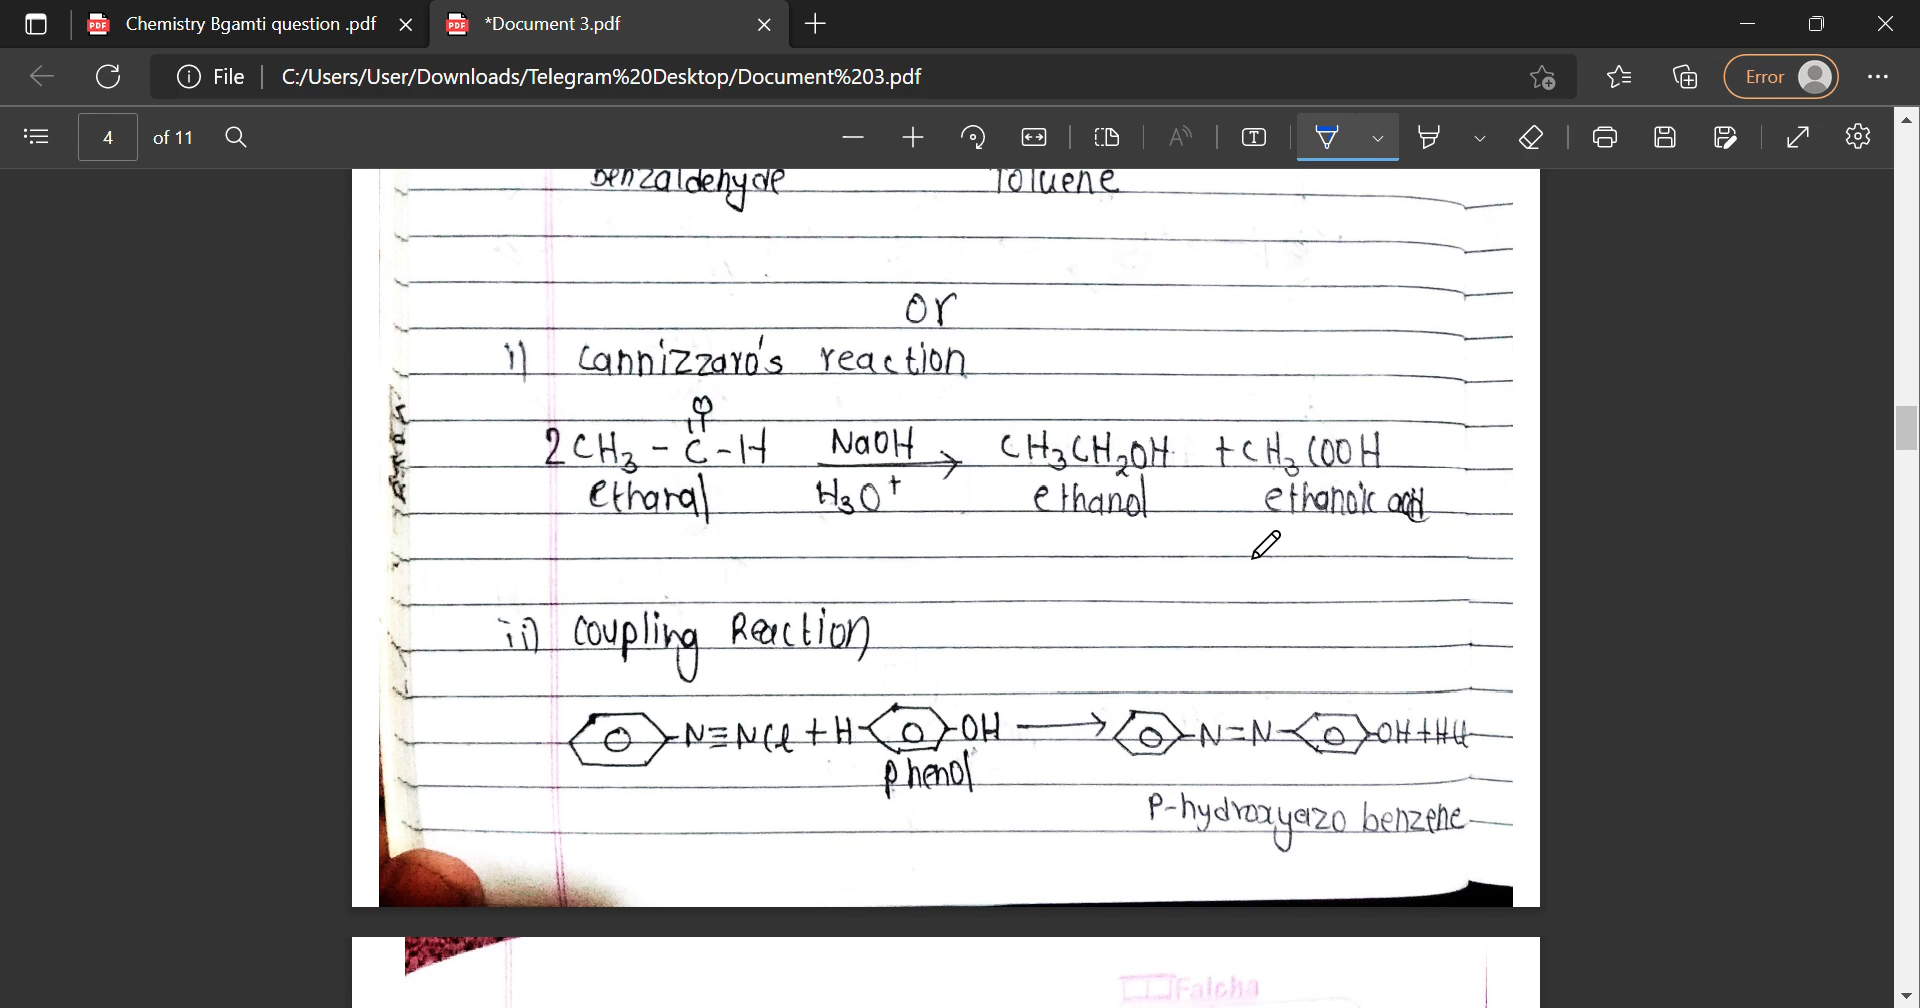 Chemistry Bgamti question .pdf
*Document 3.pdf
File
C:/Users/User/Downloads/Telegram%20Desktop/Document%203.pdf
Error
4 of 11
Benzaldehyde Toluene
or
i) Cannizzaro's reaction
O
2CH₃ – C – H NaOH CH₃CH₂OH + CH₃COOH
ethanal H₃O⁺ ethanol ethanoic acid
ii) Coupling Reaction
N≡NCl + H OH → N=N OH + HCl
phenol
P-hydroxyazo benzene
Falcha